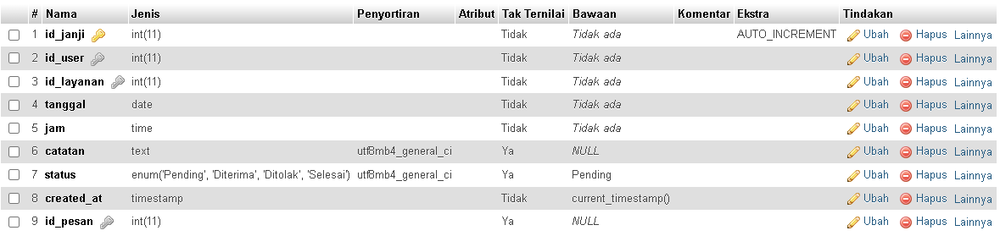 # Nama Jenis Penyortiran Atribut Tak Ternilai Bawaan Komentar Ekstra Tindakan
1 id_janji int(11) Tidak Tidak ada AUTO_INCREMENT Ubah Hapus Lainnya
2 id_user int(11) Tidak Tidak ada Ubah Hapus Lainnya
3 id_layanan int(11) Tidak Tidak ada Ubah Hapus Lainnya
4 tanggal date Tidak Tidak ada Ubah Hapus Lainnya
5 jam time Tidak Tidak ada Ubah Hapus Lainnya
6 catatan text utf8mb4_general_ci Ya NULL Ubah Hapus Lainnya
7 status enum('Pending', 'Diterima', 'Ditolak', 'Selesai') utf8mb4_general_ci Ya Pending Ubah Hapus Lainnya
8 created_at timestamp Tidak current_timestamp() Ubah Hapus Lainnya
9 id_pesan int(11) Ya NULL Ubah Hapus Lainnya